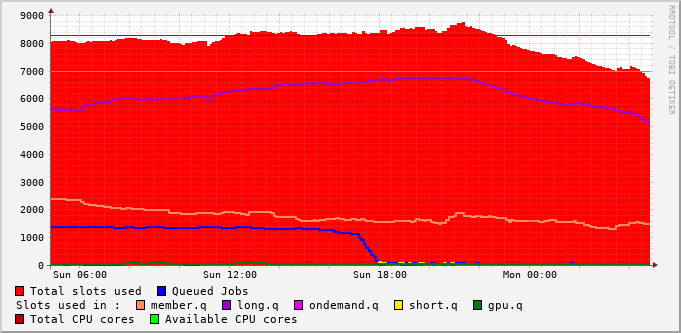 9000
8000
7000
6000
5000
4000
3000
2000
1000
0
Sun 06:00 Sun 12:00 Sun 18:00 Mon 00:00
Total slots used Queued Jobs
Slots used in : member.q long.q ondemand.q short.q gpu.q
Total CPU cores Available CPU cores
RRDTOOL / TOBI OETIKER